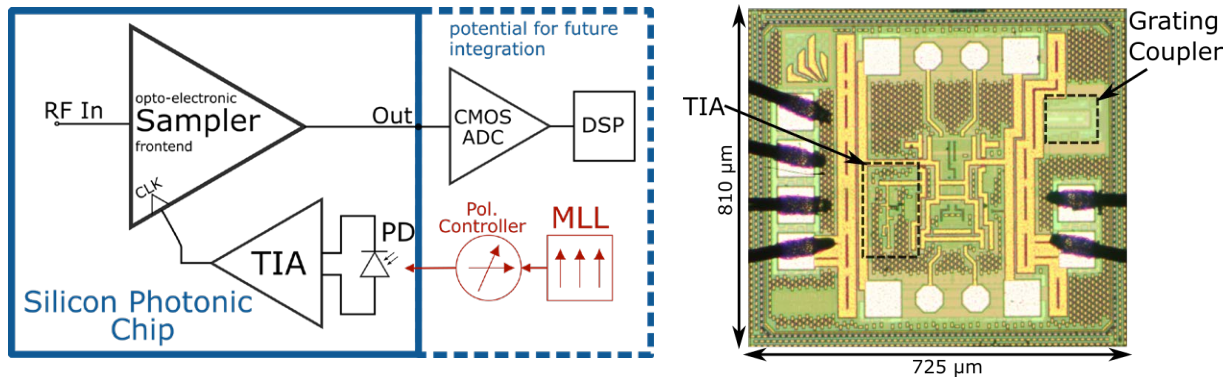 potential for future
integration
RF In
opto-electronic
Sampler
frontend
CLK
Out
CMOS
ADC
DSP
TIA
PD
Pol.
Controller
MLL
Silicon Photonic
Chip
Grating
Coupler
TIA
810 µm
725 µm